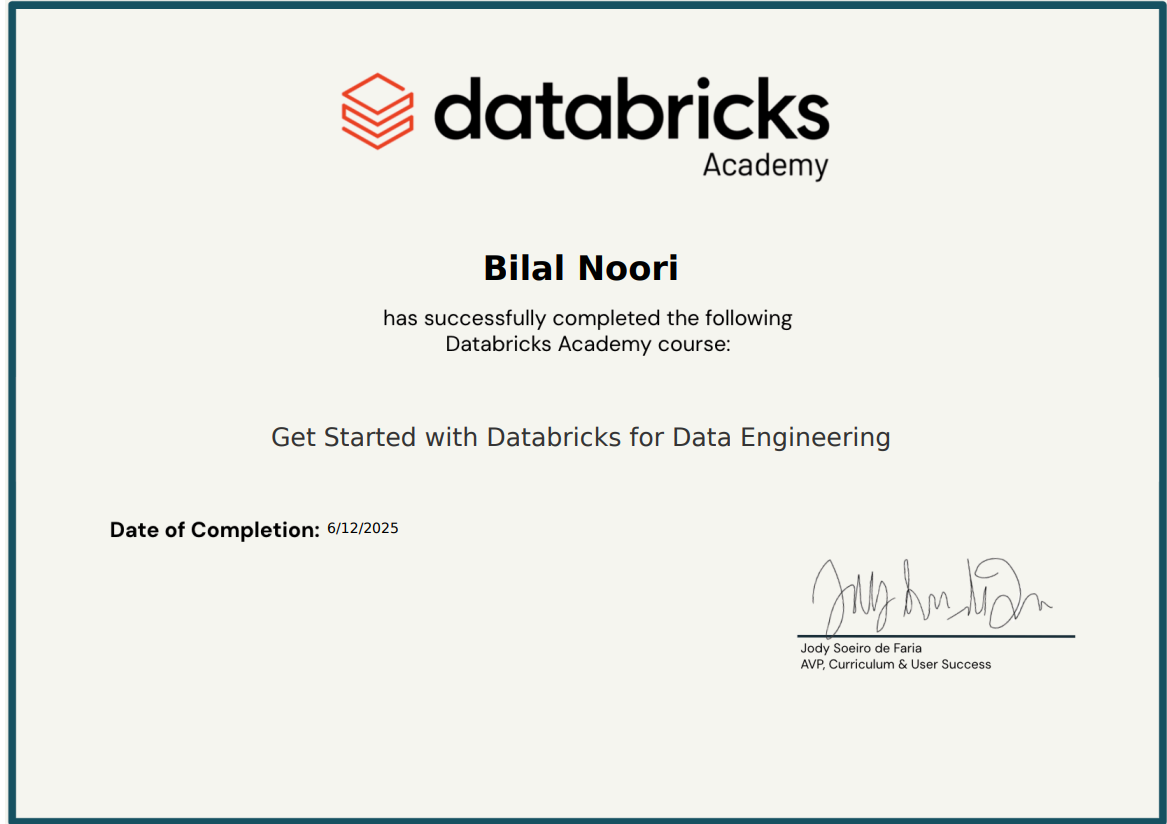 databricks
Academy
Bilal Noori
has successfully completed the following
Databricks Academy course:
Get Started with Databricks for Data Engineering
Date of Completion: 6/12/2025
Jody Soeiro de Faria
AVP, Curriculum & User Success